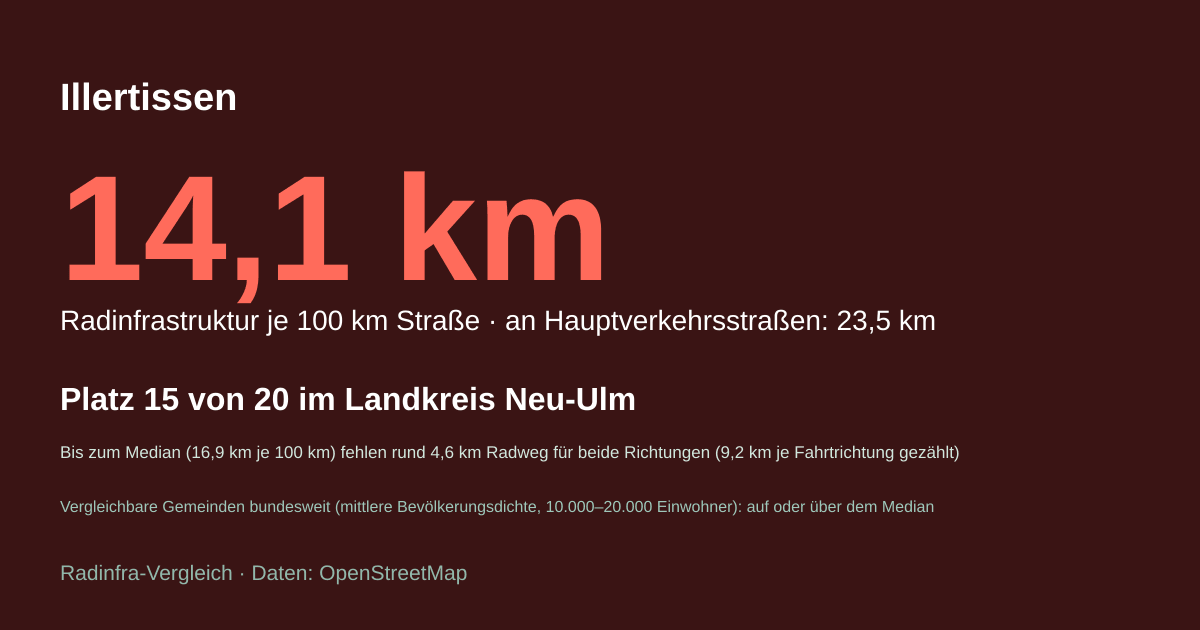 Illertissen
14,1 km
Radinfrastruktur je 100 km Straße · an Hauptverkehrsstraßen: 23,5 km
Platz 15 von 20 im Landkreis Neu-Ulm
Bis zum Median (16,9 km je 100 km) fehlen rund 4,6 km Radweg für beide Richtungen (9,2 km je Fahrtrichtung gezählt)
Vergleichbare Gemeinden bundesweit (mittlere Bevölkerungsdichte, 10.000–20.000 Einwohner): auf oder über dem Median
Radinfra-Vergleich · Daten: OpenStreetMap